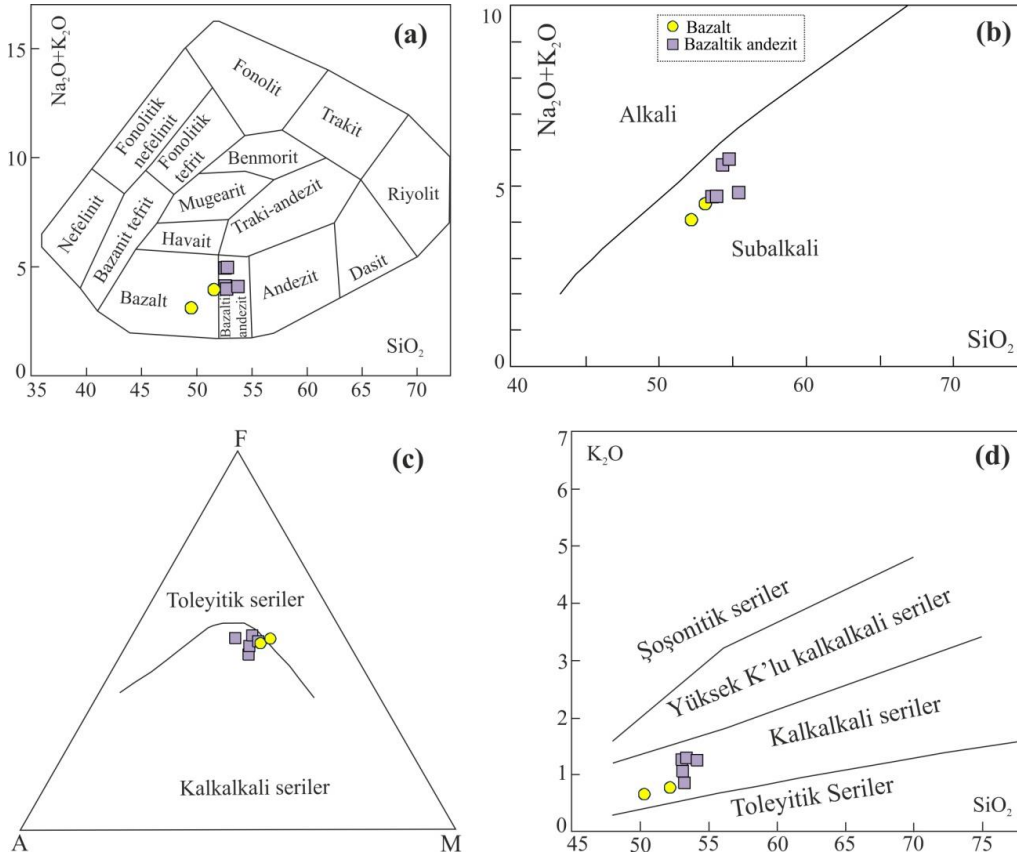 (a)
Na₂O+K₂O
15
10
5
0
35 40 45 50 55 60 65 70
SiO₂
Fonolit
Trakit
Fonolitik nefelinit
Fonolitik tefrit
Benmorit
Mugearit
Traki-andezit
Riyolit
Nefelinit
Bazanit tefrit
Havait
Bazalt
Bazaltik andezit
Andezit
Dasit
(b)
Bazalt
Bazaltik andezit
Na₂O+K₂O
10
5
0
40 50 60 70
SiO₂
Alkali
Subalkali
(c)
F
Toleyitik seriler
Kalkalkali seriler
A M
(d)
K₂O
7
6
5
4
3
2
1
0
45 50 55 60 65 70 75
SiO₂
Şoşonitik seriler
Yüksek K'lu kalkalkali seriler
Kalkalkali seriler
Toleyitik Seriler